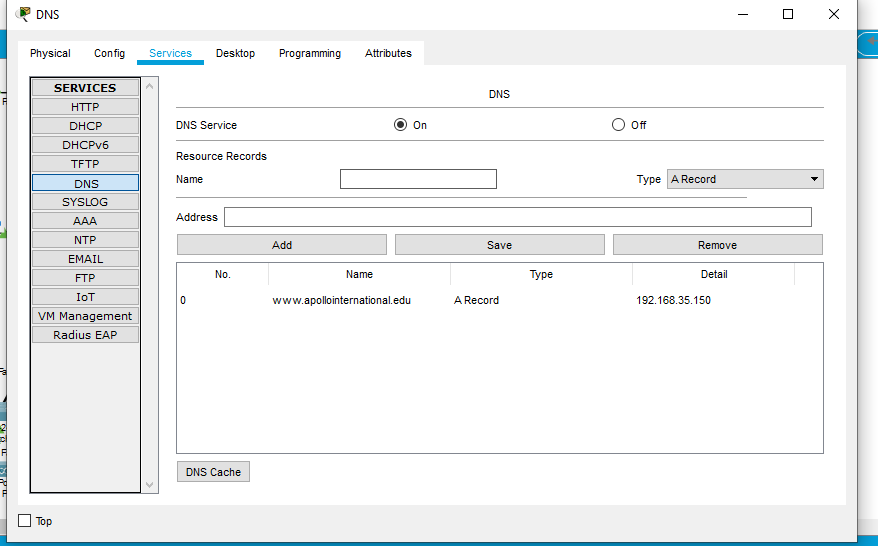 DNS
Physical Config Services Desktop Programming Attributes
SERVICES
HTTP
DHCP
DHCPv6
TFTP
DNS
SYSLOG
AAA
NTP
EMAIL
FTP
IoT
VM Management
Radius EAP
DNS
DNS Service On Off
Resource Records
Name Type A Record
Address
Add Save Remove
No. Name Type Detail
0 www.apollointernational.edu A Record 192.168.35.150
DNS Cache
Top